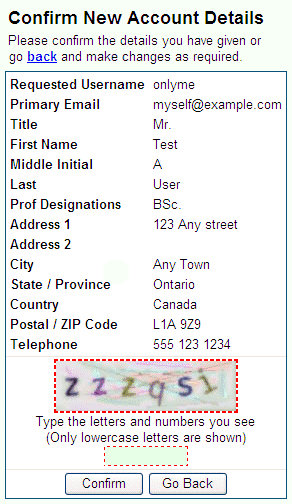 Confirm New Account Details
Please confirm the details you have given or
go back and make changes as required.
Requested Username onlyme
Primary Email myself@example.com
Title Mr.
First Name Test
Middle Initial A
Last User
Prof Designations BSc.
Address 1 123 Any street
Address 2
City Any Town
State / Province Ontario
Country Canada
Postal / ZIP Code L1A 9Z9
Telephone 555 123 1234
Type the letters and numbers you see
(Only lowercase letters are shown)
Confirm Go Back